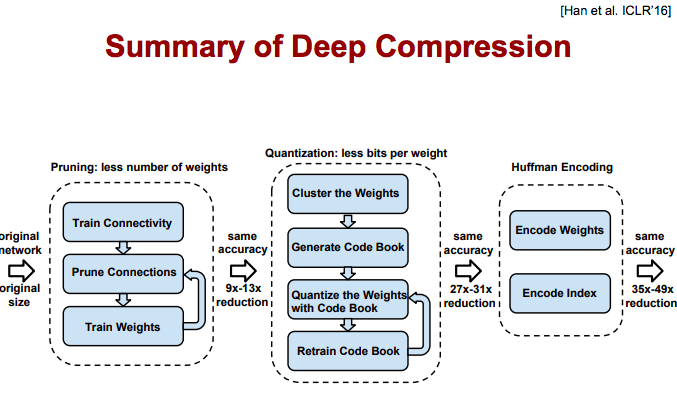 [Han et al. ICLR'16]
Summary of Deep Compression
Pruning: less number of weights
Train Connectivity
Prune Connections
Train Weights
Quantization: less bits per weight
Cluster the Weights
Generate Code Book
Quantize the Weights
with Code Book
Retrain Code Book
Huffman Encoding
Encode Weights
Encode Index
original
network
original
size
same
accuracy
9x-13x
reduction
same
accuracy
27x-31x
reduction
same
accuracy
35x-49x
reduction